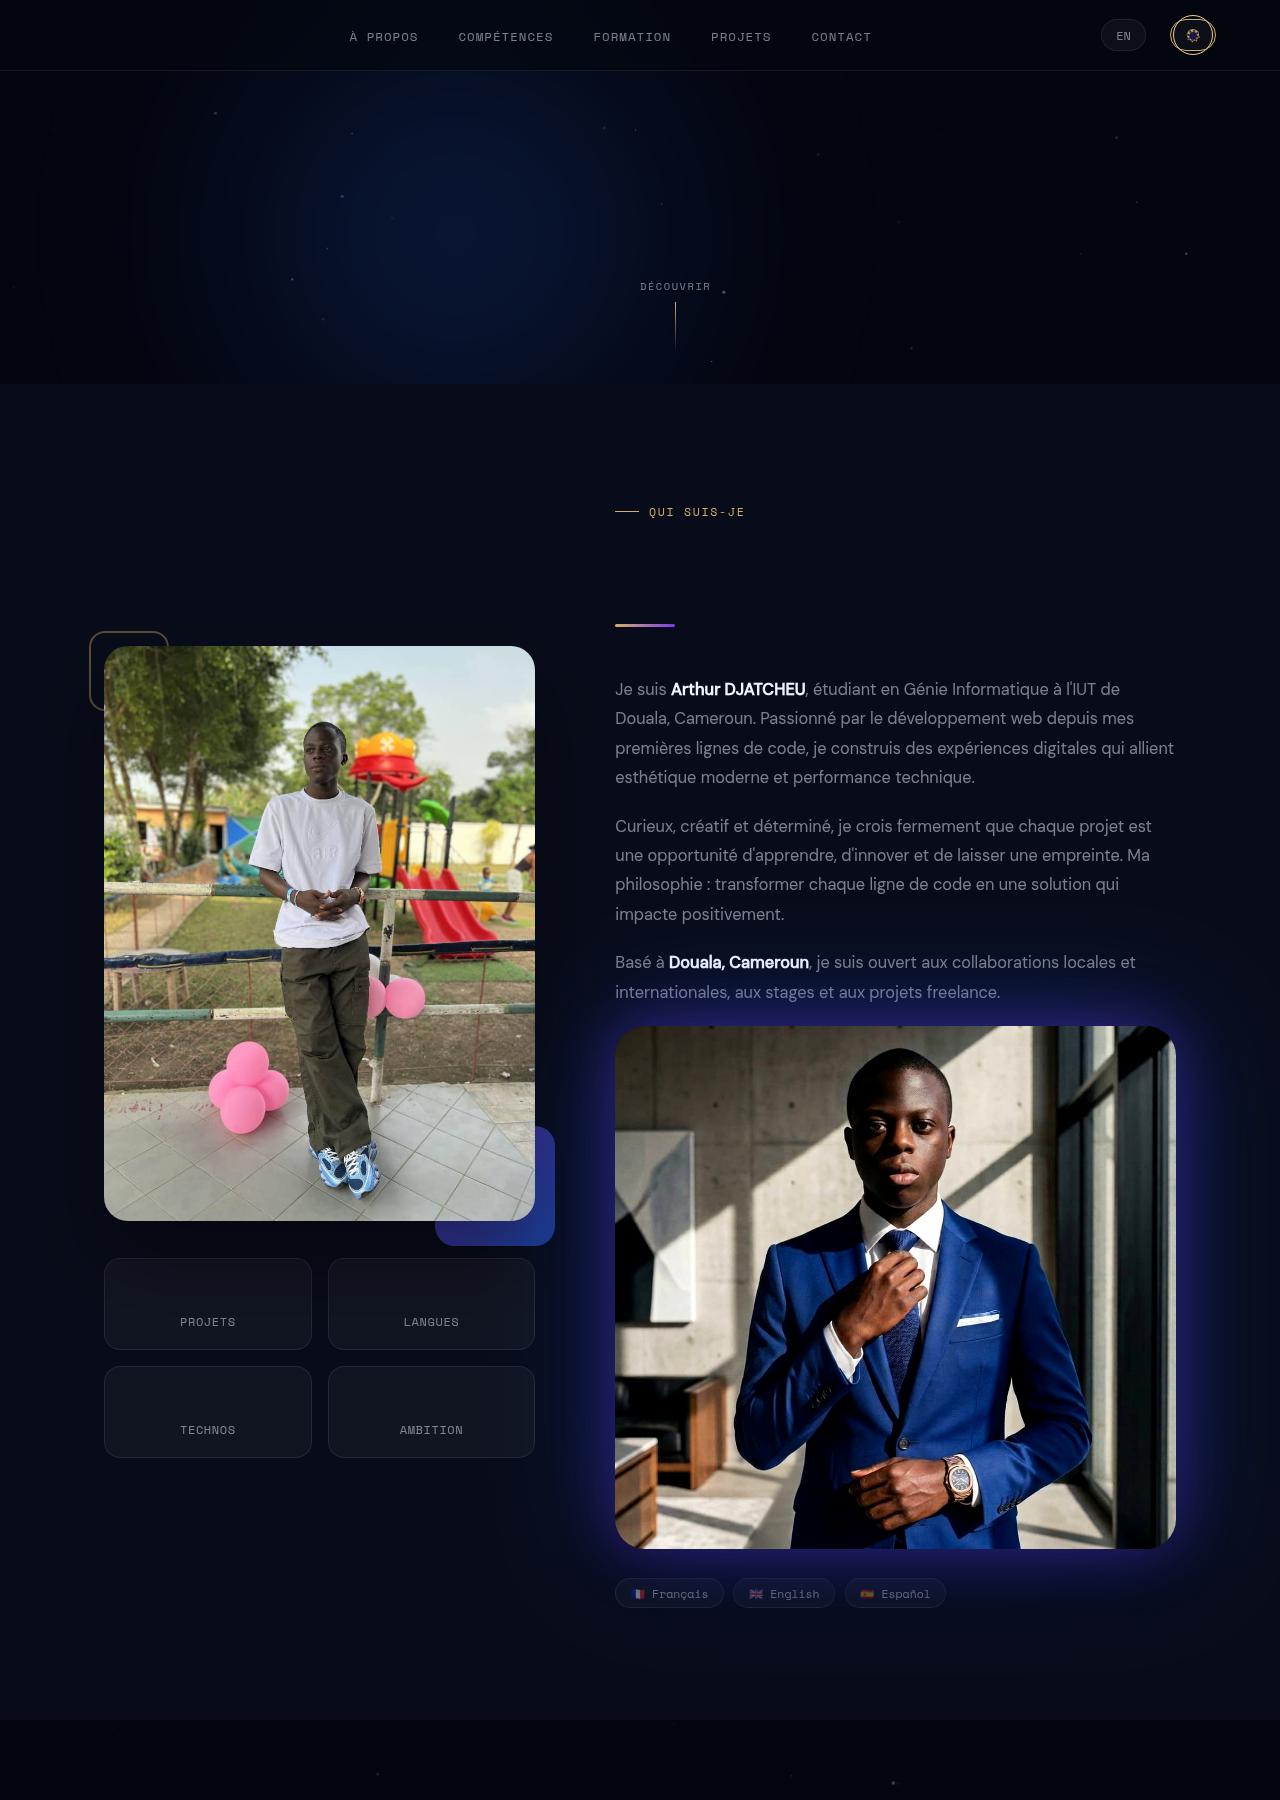 À PROPOS COMPÉTENCES FORMATION PROJETS CONTACT EN
DÉCOUVRIR
QUI SUIS-JE
Je suis Arthur DJATCHEU, étudiant en Génie Informatique à l'IUT de
Douala, Cameroun. Passionné par le développement web depuis mes
premières lignes de code, je construis des expériences digitales qui allient
esthétique moderne et performance technique.
Curieux, créatif et déterminé, je crois fermement que chaque projet est
une opportunité d'apprendre, d'innover et de laisser une empreinte. Ma
philosophie : transformer chaque ligne de code en une solution qui
impacte positivement.
Basé à Douala, Cameroun, je suis ouvert aux collaborations locales et
internationales, aux stages et aux projets freelance.
PROJETS
LANGUES
TECHNOS
AMBITION
Français English Español